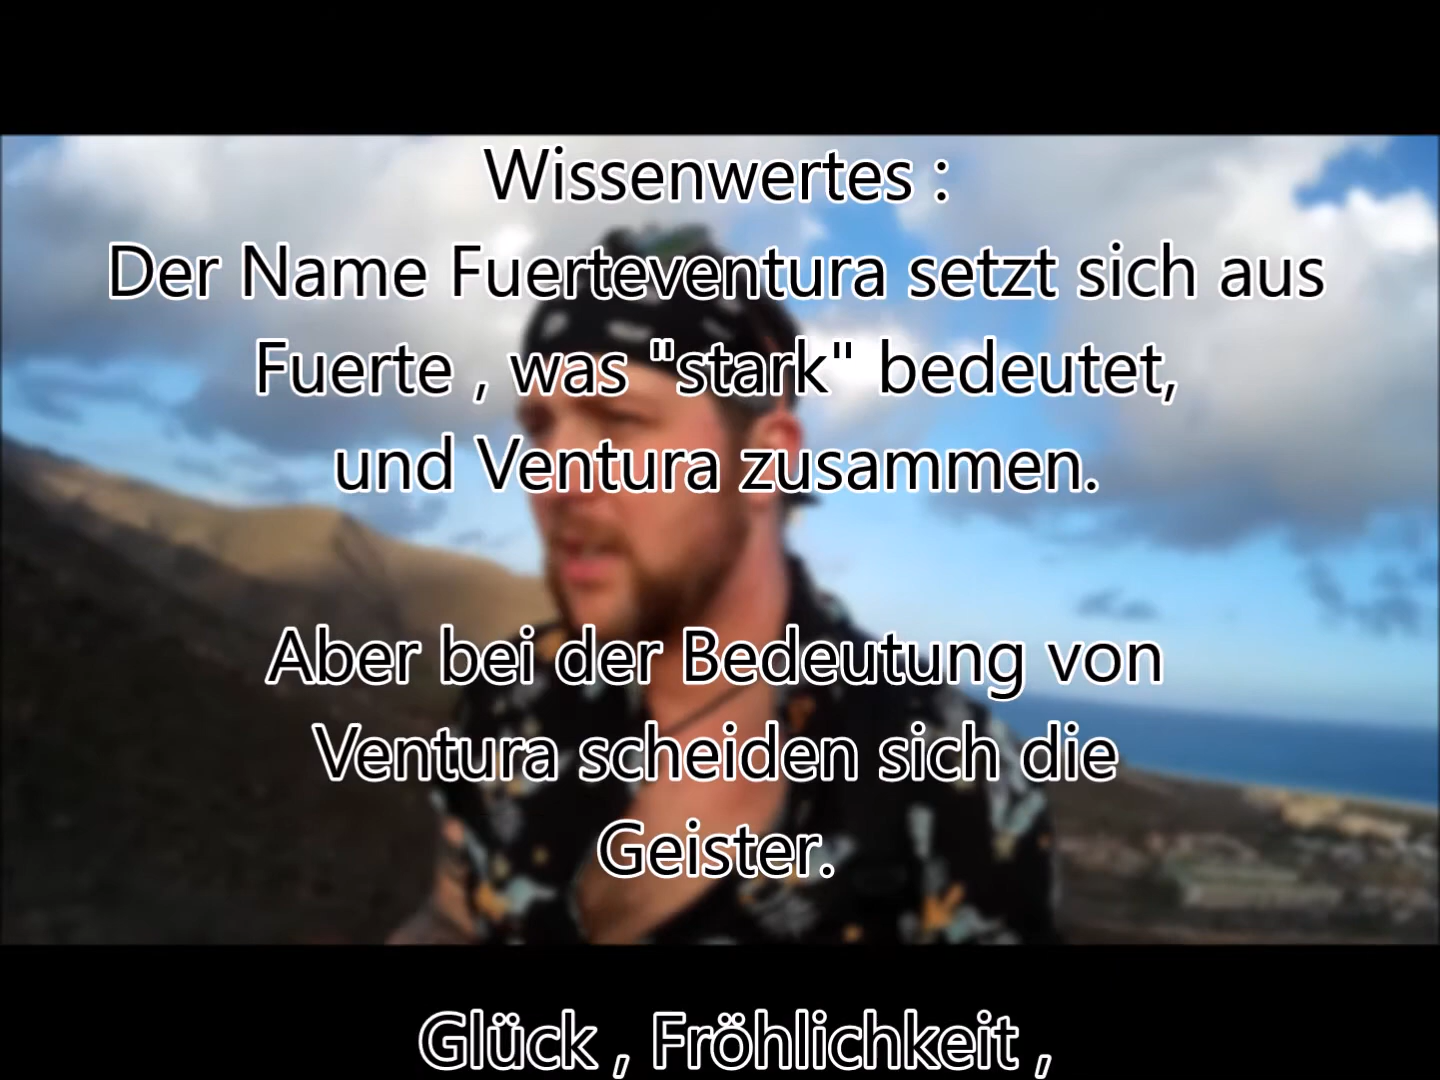 Wissenwertes :
Der Name Fuerteventura setzt sich aus
Fuerte , was "stark" bedeutet,
und Ventura zusammen.
Aber bei der Bedeutung von
Ventura scheiden sich die
Geister.
Glück , Fröhlichkeit ,